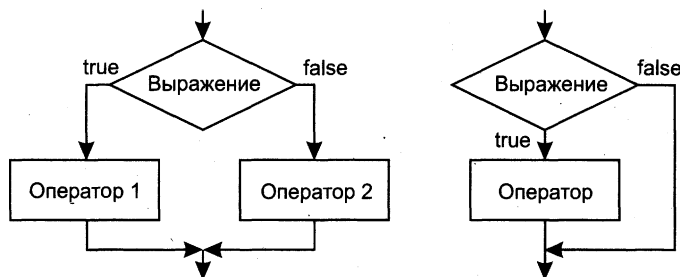 true
Выражение
false
Оператор 1
Оператор 2
Выражение
false
true
Оператор